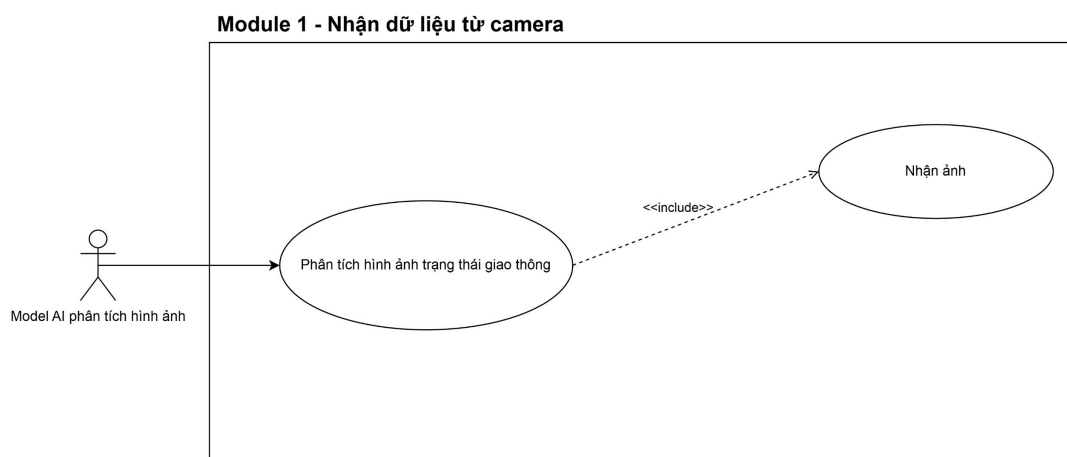 Module 1 - Nhận dữ liệu từ camera
Nhận ảnh
<<include>>
Phân tích hình ảnh trạng thái giao thông
Model AI phân tích hình ảnh